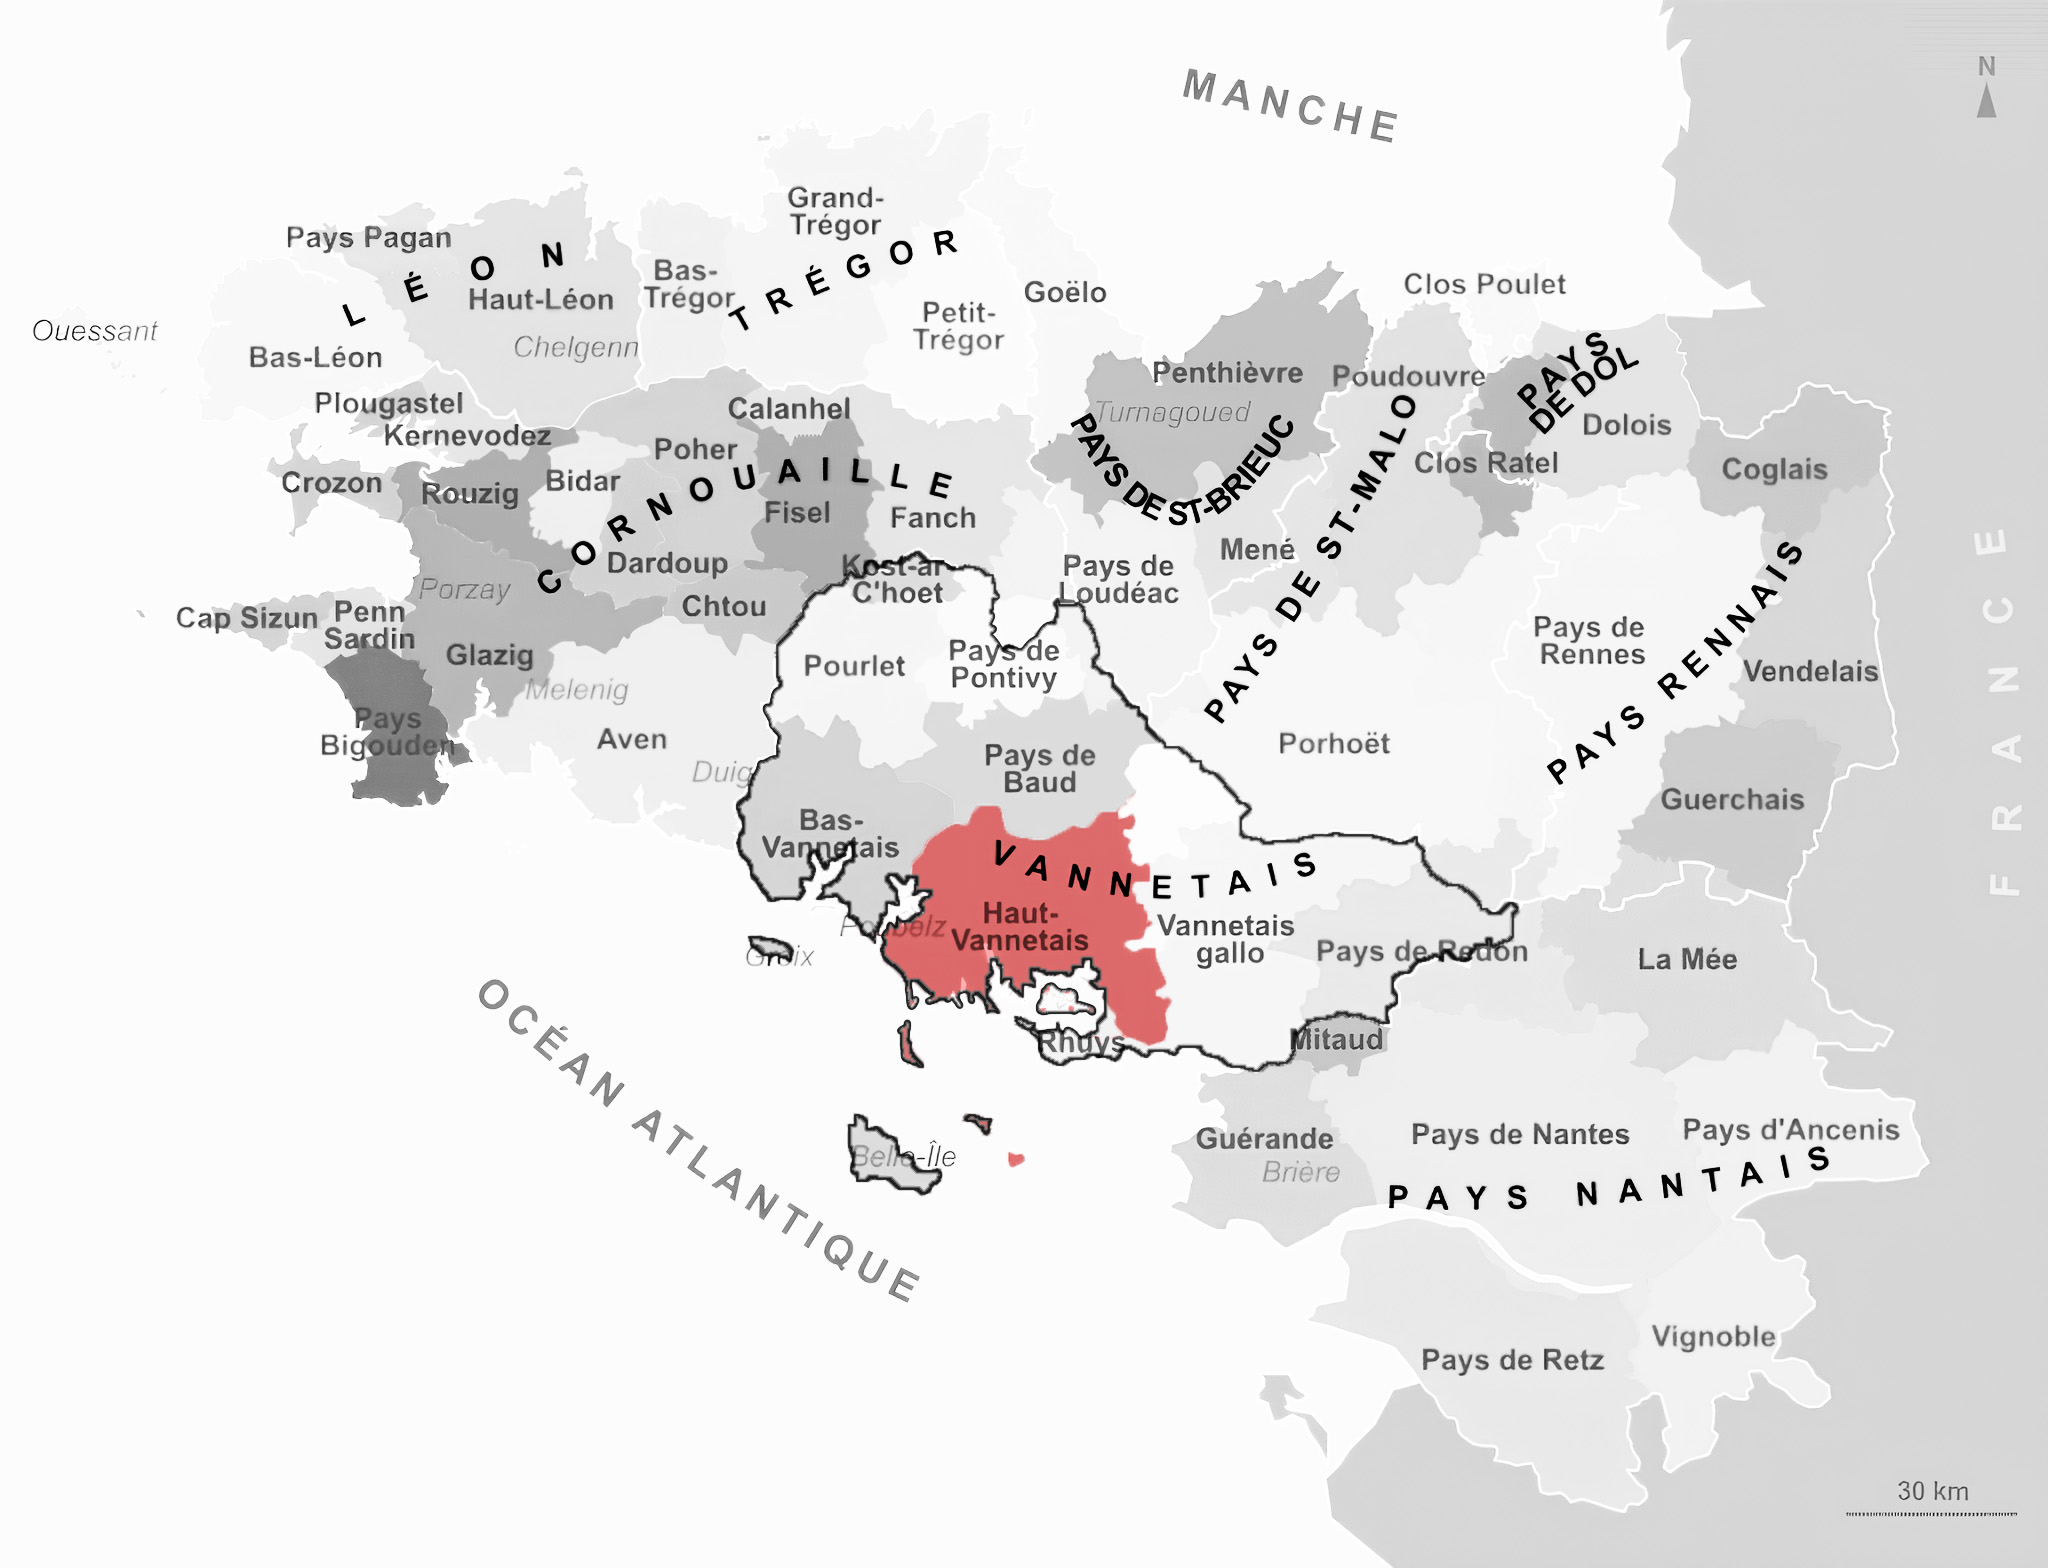 MANCHE
N
Grand-
Trégor
Pays Pagan
LÉON
TRÉGOR
Bas-
Trégor
Haut-Léon
Goëlo
Clos Poulet
Petit-
Trégor
Ouessant
Chelgenn
Bas-Léon
PAYS
DE DOL
Penthièvre
Poudouvre
Plougastel
Calanhel
Turnagoued
Dolois
Kernevodez
Poher
PAYS DE ST-BRIEUC
PAYS DE ST-MALO
Clos Ratel
Coglais
Crozon
Rouzig
Bidar
CORNOUAILLE
Fisel
Fanch
Mené
Dardoup
Kost-ar
C'hoet
Pays de
Loudéac
Porzay
Cap Sizun
Penn
Sardin
Chtou
Pays de
Rennes
PAYS RENNAIS
FRANCE
Glazig
Pourlet
Pays de
Pontivy
Vendelais
Melenig
Pays
Bigouden
Aven
Porhoët
Duig
Pays de
Baud
Guerchais
Bas-
Vannetais
VANNETAIS
Haut-
Vannetais
Vannetais
gallo
Pays de Redon
La Mée
Groix
Rhuys
Mitaud
OCÉAN ATLANTIQUE
Guérande
Pays de Nantes
Pays d'Ancenis
Belle-Île
Brière
PAYS NANTAIS
Vignoble
Pays de Retz
30 km